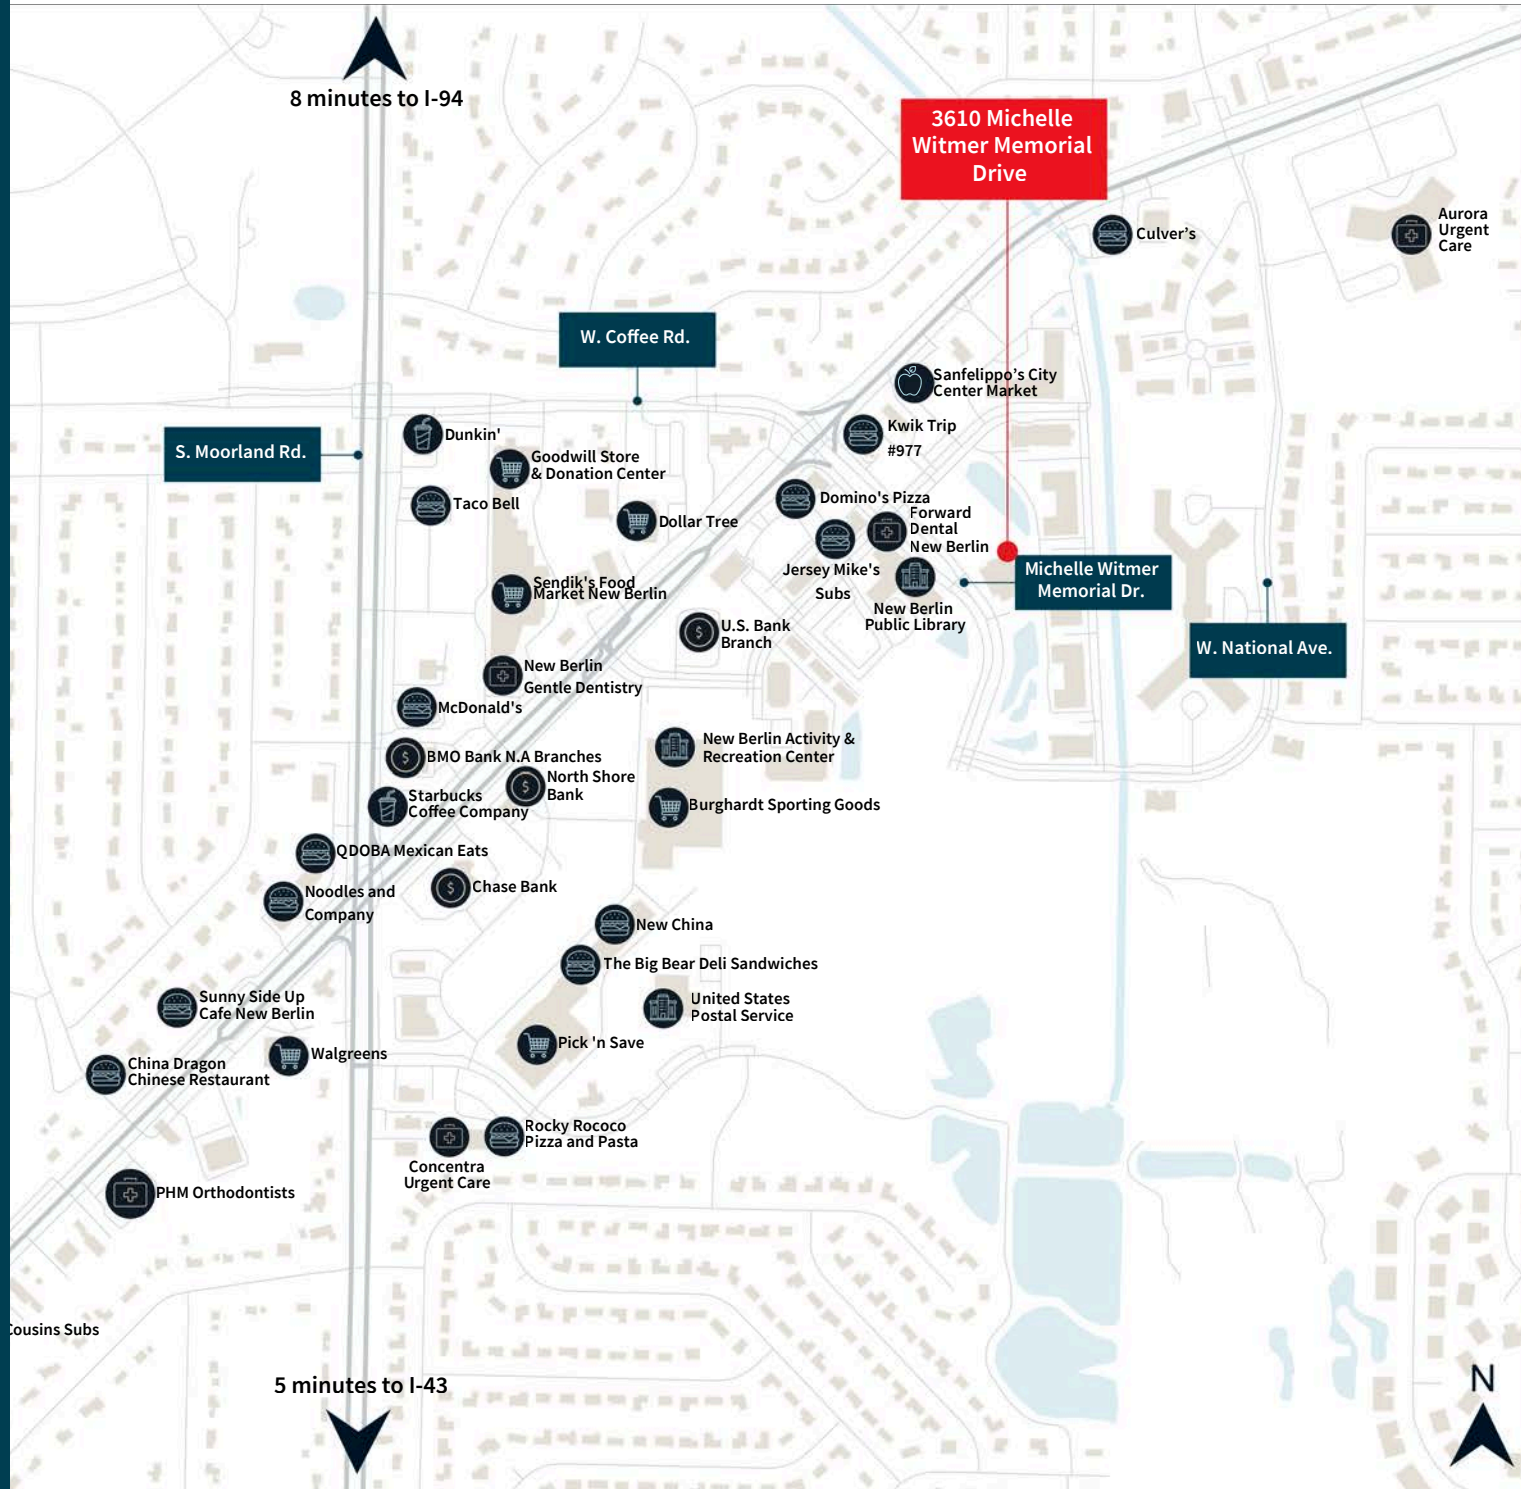 8 minutes to I-94
3610 Michelle
Witmer Memorial
Drive
Culver’s
Aurora
Urgent
Care
W. Coffee Rd.
Sanfelippo’s City
Center Market
S. Moorland Rd.
Dunkin'
Kwik Trip
#977
Goodwill Store
& Donation Center
Taco Bell
Dollar Tree
Domino's Pizza
Forward
Dental
New Berlin
Jersey Mike's
Subs
Michelle Witmer
Memorial Dr.
Sendik's Food
Market New Berlin
New Berlin
Public Library
U.S. Bank
Branch
W. National Ave.
New Berlin
Gentle Dentistry
McDonald's
New Berlin Activity &
Recreation Center
BMO Bank N.A Branches
North Shore
Bank
Starbucks
Coffee Company
Burghardt Sporting Goods
QDOBA Mexican Eats
Chase Bank
Noodles and
Company
New China
The Big Bear Deli Sandwiches
Sunny Side Up
Cafe New Berlin
United States
Postal Service
Pick 'n Save
Walgreens
China Dragon
Chinese Restaurant
Rocky Rococo
Pizza and Pasta
Concentra
Urgent Care
PHM Orthodontists
Cousins Subs
5 minutes to I-43
N